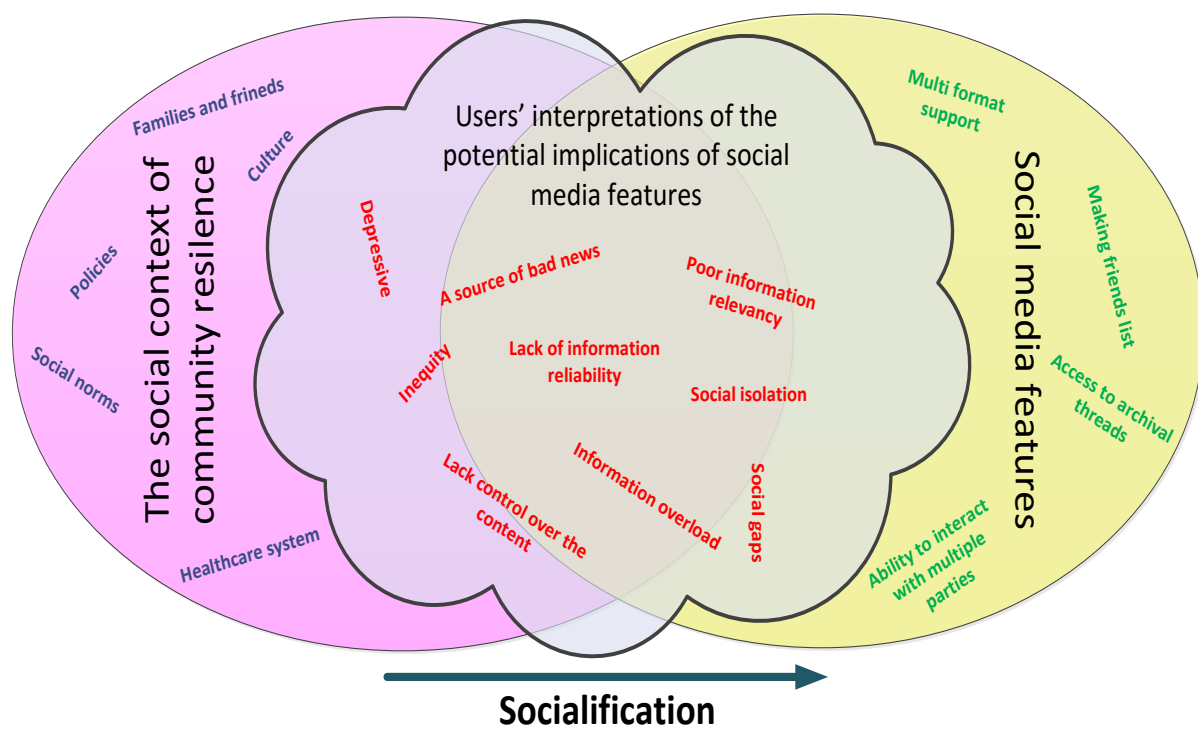 Families and frineds
Culture
The social context of
community resilence
Policies
Social norms
Healthcare system
Users’ interpretations of the
potential implications of social
media features
Depressive
A source of bad news
Poor information
relevancy
Inequity
Lack of information
reliability
Social isolation
Lack control over the
content
Information overload
Social gaps
Multi format
support
Social media features
Making friends list
Access to archival
threads
Ability to interact
with multiple
parties
Socialification